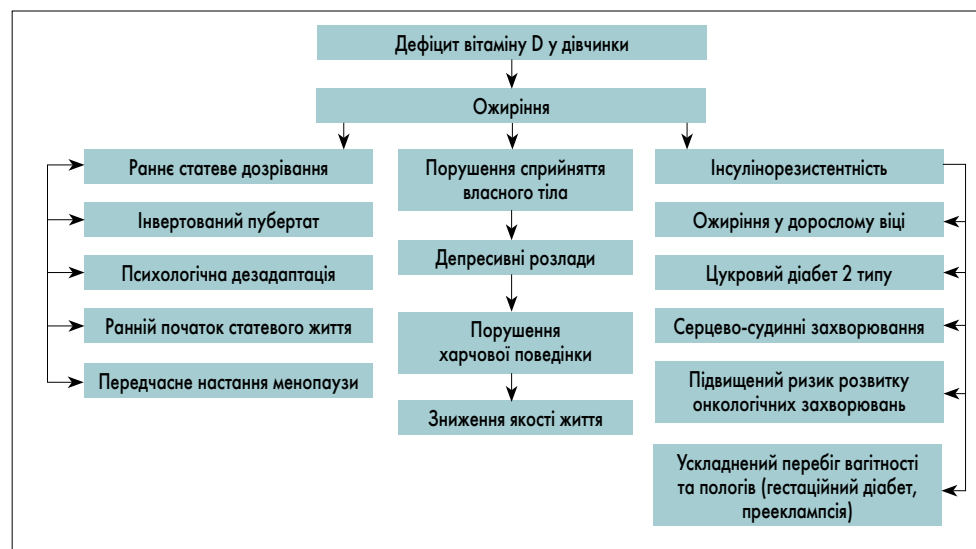 Дефіцит вітаміну D у дівчинки
Ожиріння
Раннє статеве дозрівання
Інвертований пубертат
Психологічна дезадаптація
Ранній початок статевого життя
Передчасне настання менопаузи
Порушення сприйняття
власного тіла
Депресивні розлади
Порушення
харчової поведінки
Зниження якості життя
Інсулінорезистентність
Ожиріння у дорослому віці
Цукровий діабет 2 типу
Серцево-судинні захворювання
Підвищений ризик розвитку
онкологічних захворювань
Ускладнений перебіг вагітності
та пологів (гестаційний діабет,
прееклампсія)